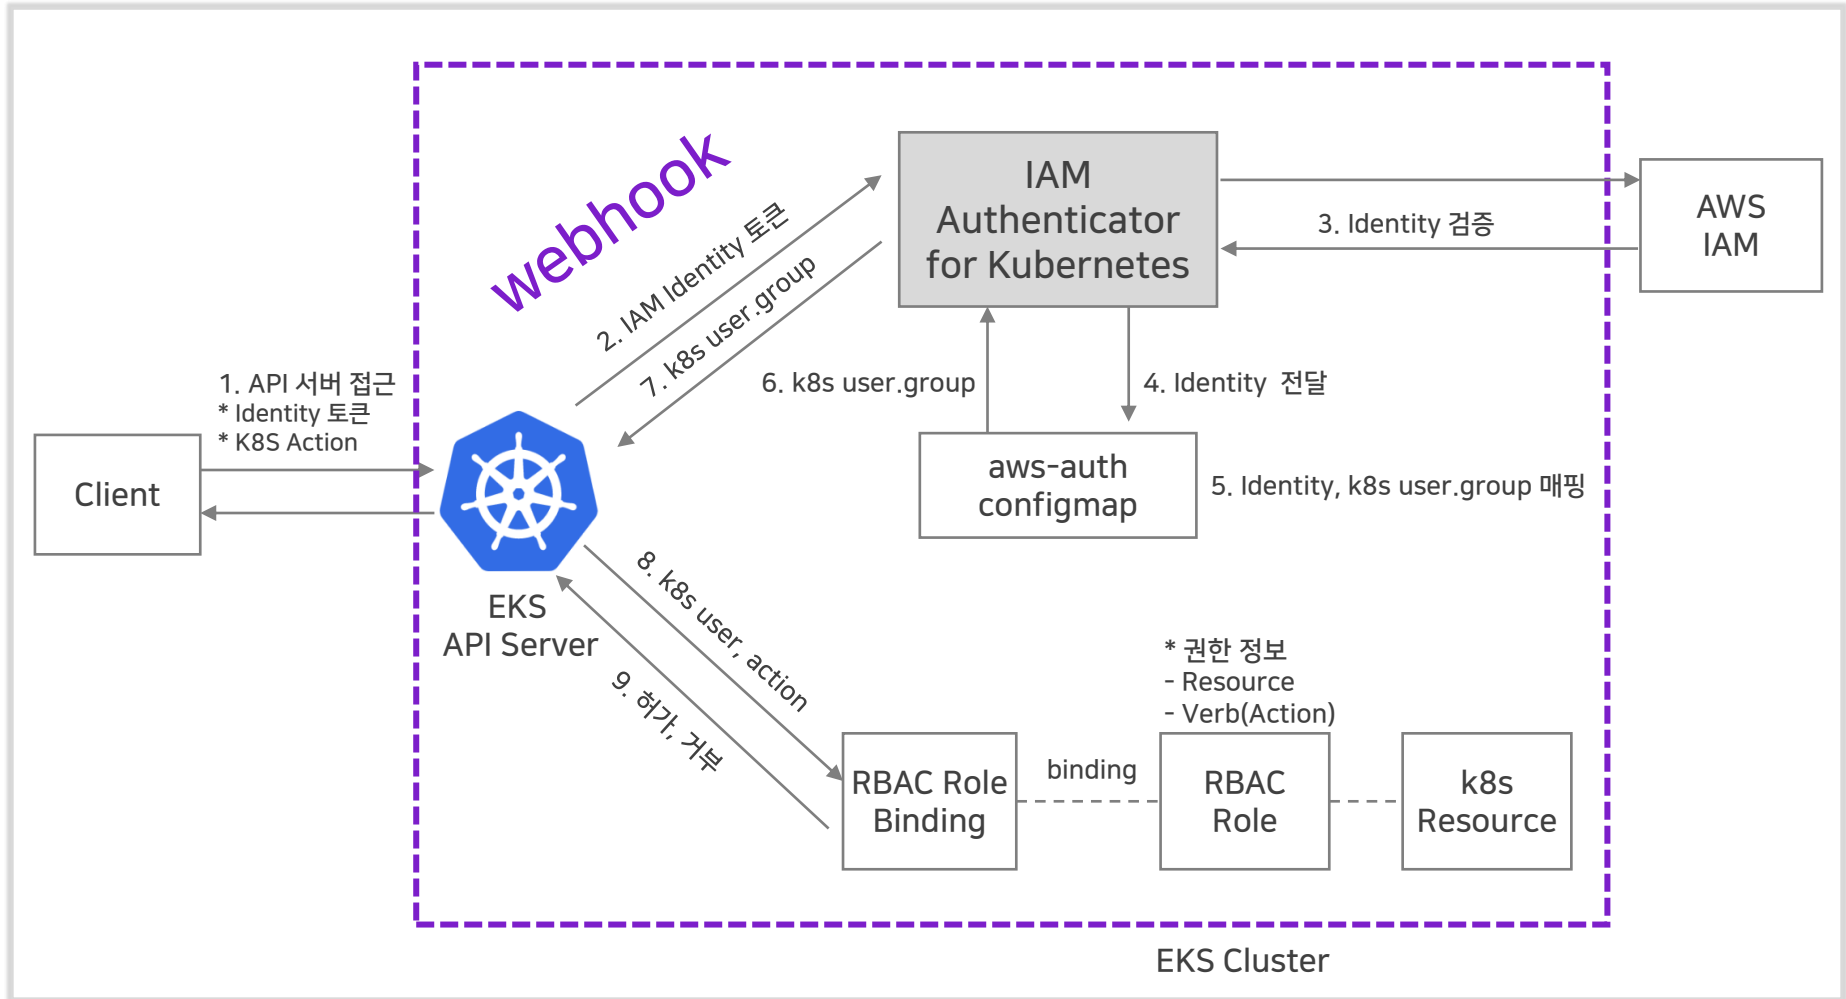 webhook
IAM
Authenticator
for Kubernetes
AWS
IAM
3. Identity 검증
2. IAM Identity 토큰
7. k8s user.group
1. API 서버 접근
* Identity 토큰
* K8S Action
Client
6. k8s user.group
4. Identity 전달
aws-auth
configmap
5. Identity, k8s user.group 매핑
EKS
API Server
8. k8s user, action
9. 허가, 거부
* 권한 정보
- Resource
- Verb(Action)
RBAC Role
Binding
binding
RBAC
Role
k8s
Resource
EKS Cluster